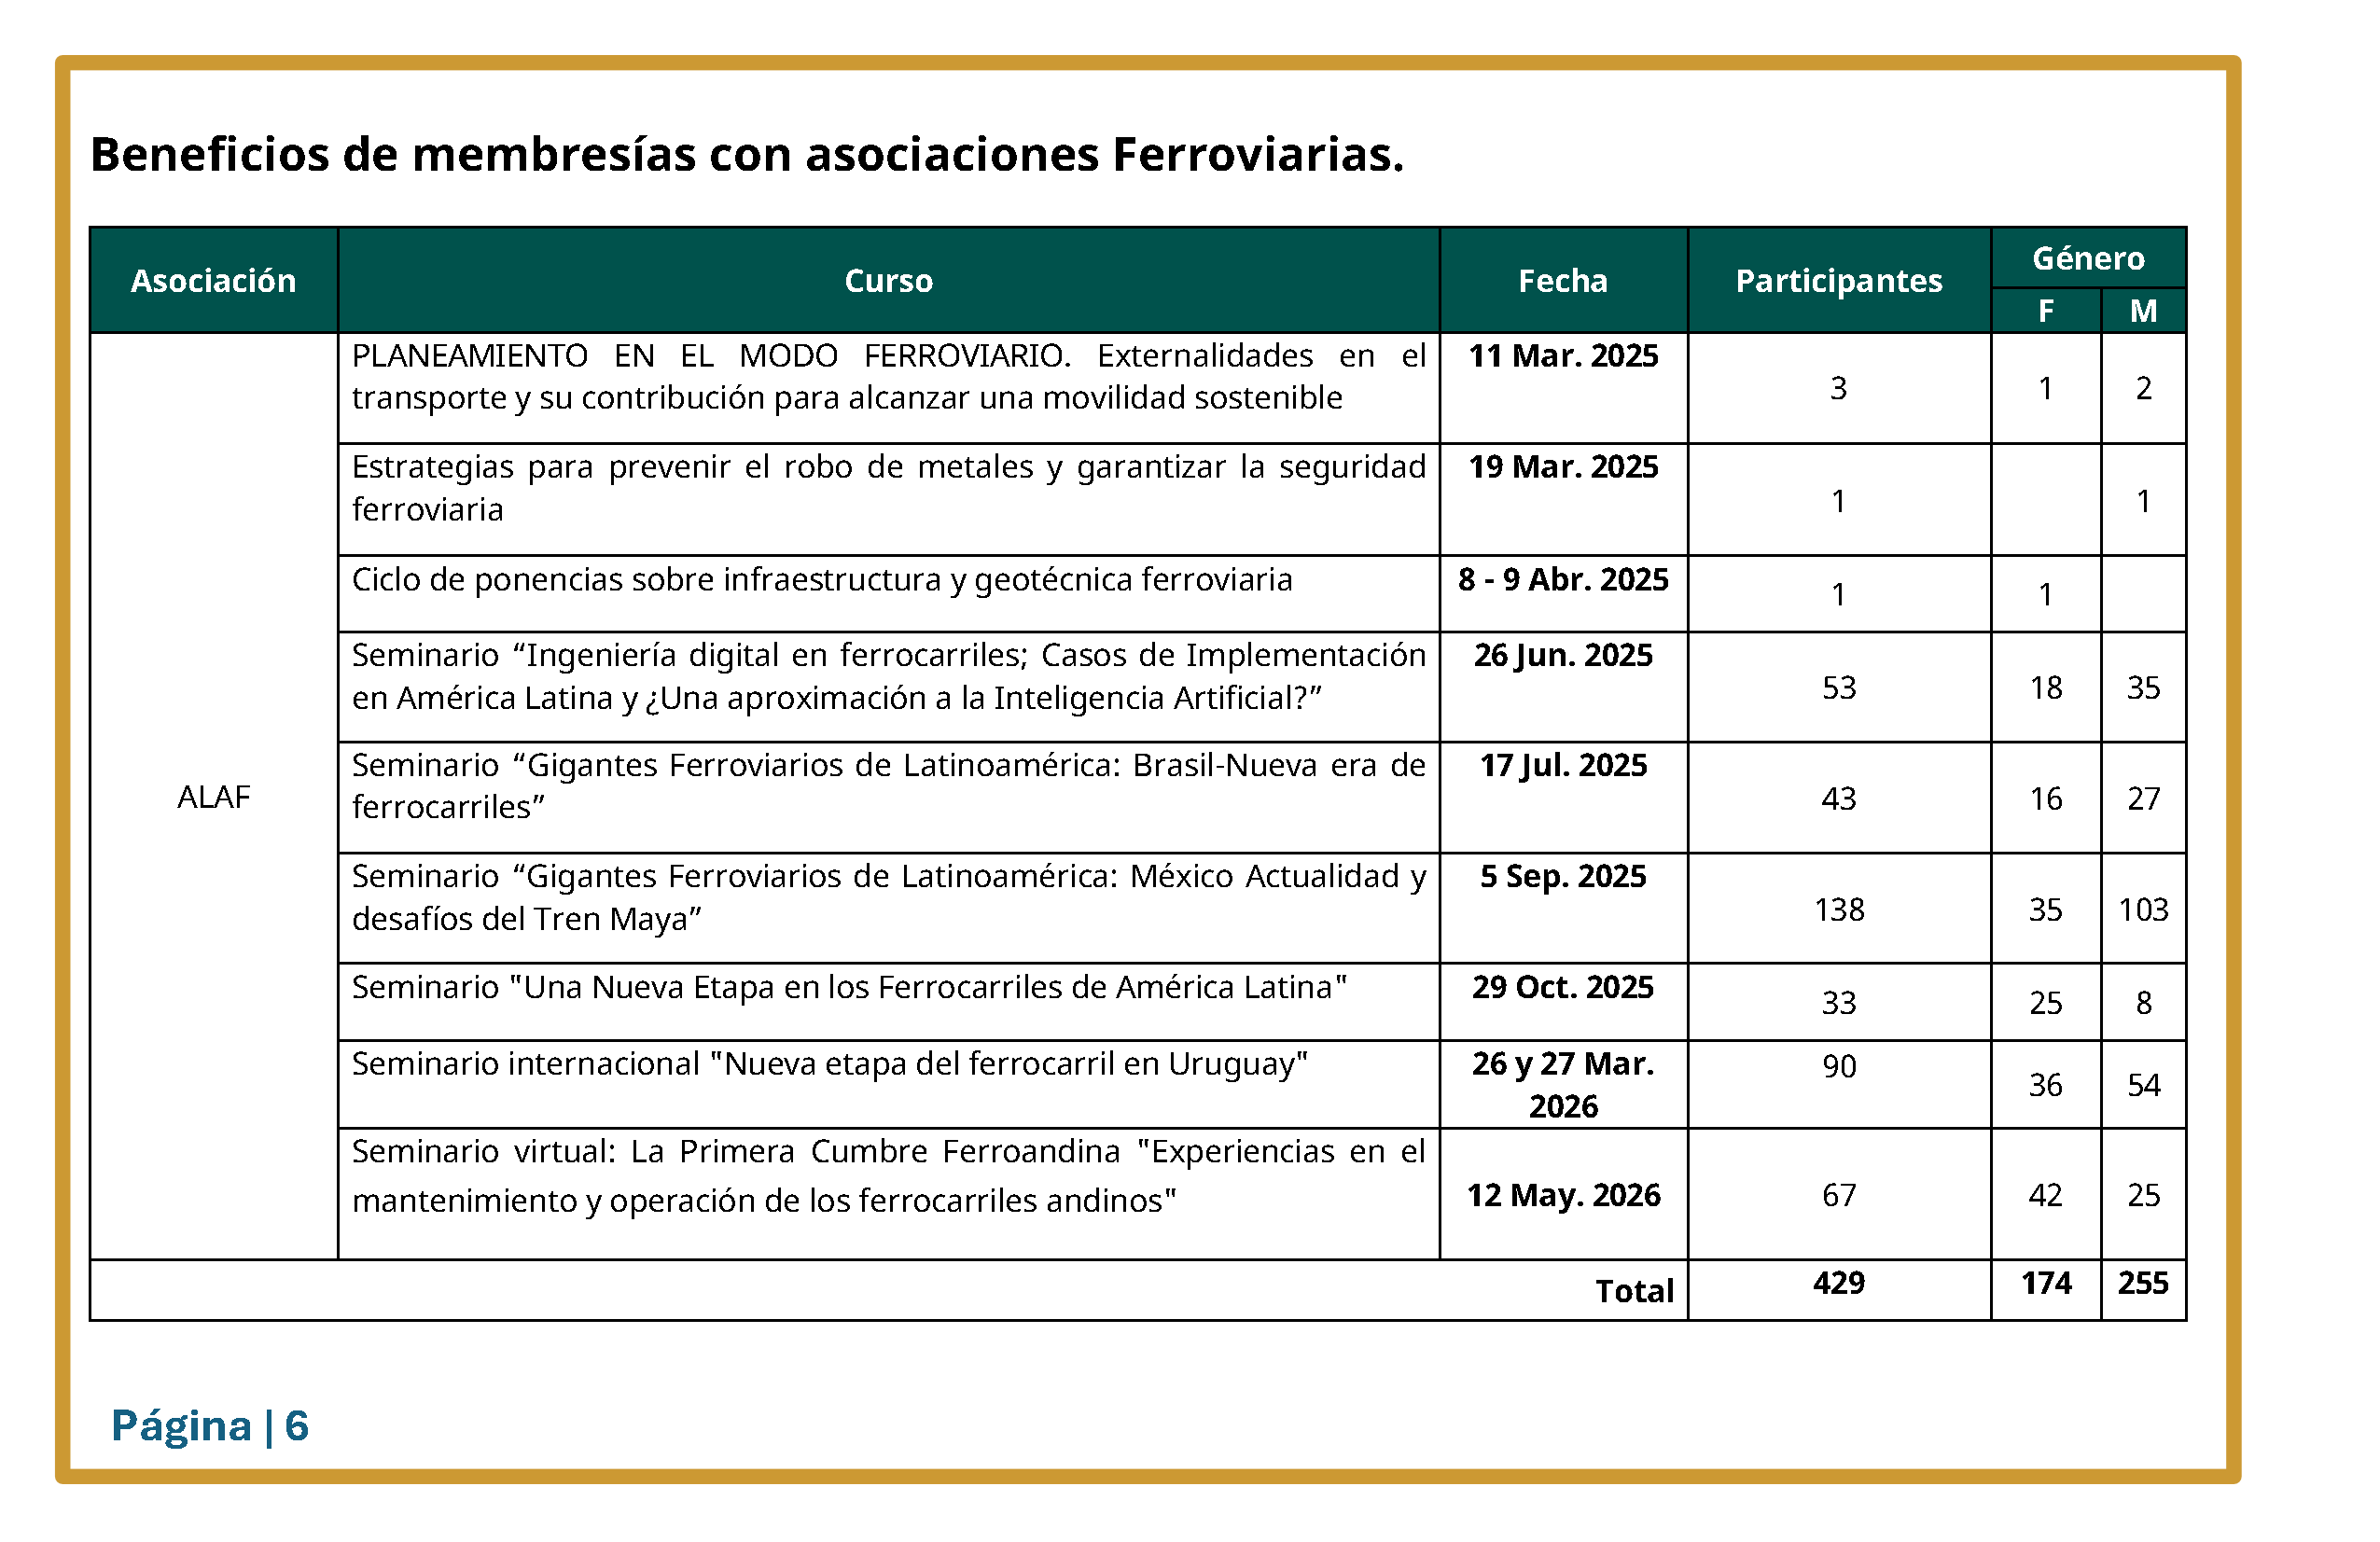 Beneficios de membresías con asociaciones Ferroviarias.
Asociación Curso Fecha Participantes Género
F M
PLANEAMIENTO EN EL MODO FERROVIARIO. Externalidades en el 11 Mar. 2025
transporte y su contribución para alcanzar una movilidad sostenible
3 1 2
Estrategias para prevenir el robo de metales y garantizar la seguridad 19 Mar. 2025
ferroviaria
1 1
Ciclo de ponencias sobre infraestructura y geotécnica ferroviaria 8 - 9 Abr. 2025
1 1
Seminario “Ingeniería digital en ferrocarriles; Casos de Implementación 26 Jun. 2025
en América Latina y ¿Una aproximación a la Inteligencia Artificial?”
53 18 35
Seminario “Gigantes Ferroviarios de Latinoamérica: Brasil-Nueva era de 17 Jul. 2025
ALAF
ferrocarriles”
43 16 27
Seminario “Gigantes Ferroviarios de Latinoamérica: México Actualidad y 5 Sep. 2025
desafíos del Tren Maya”
138 35 103
Seminario "Una Nueva Etapa en los Ferrocarriles de América Latina" 29 Oct. 2025
33 25 8
Seminario internacional "Nueva etapa del ferrocarril en Uruguay" 26 y 27 Mar. 90
2026
36 54
Seminario virtual: La Primera Cumbre Ferroandina "Experiencias en el
mantenimiento y operación de los ferrocarriles andinos" 12 May. 2026 67 42 25
Total 429 174 255
Página | 6